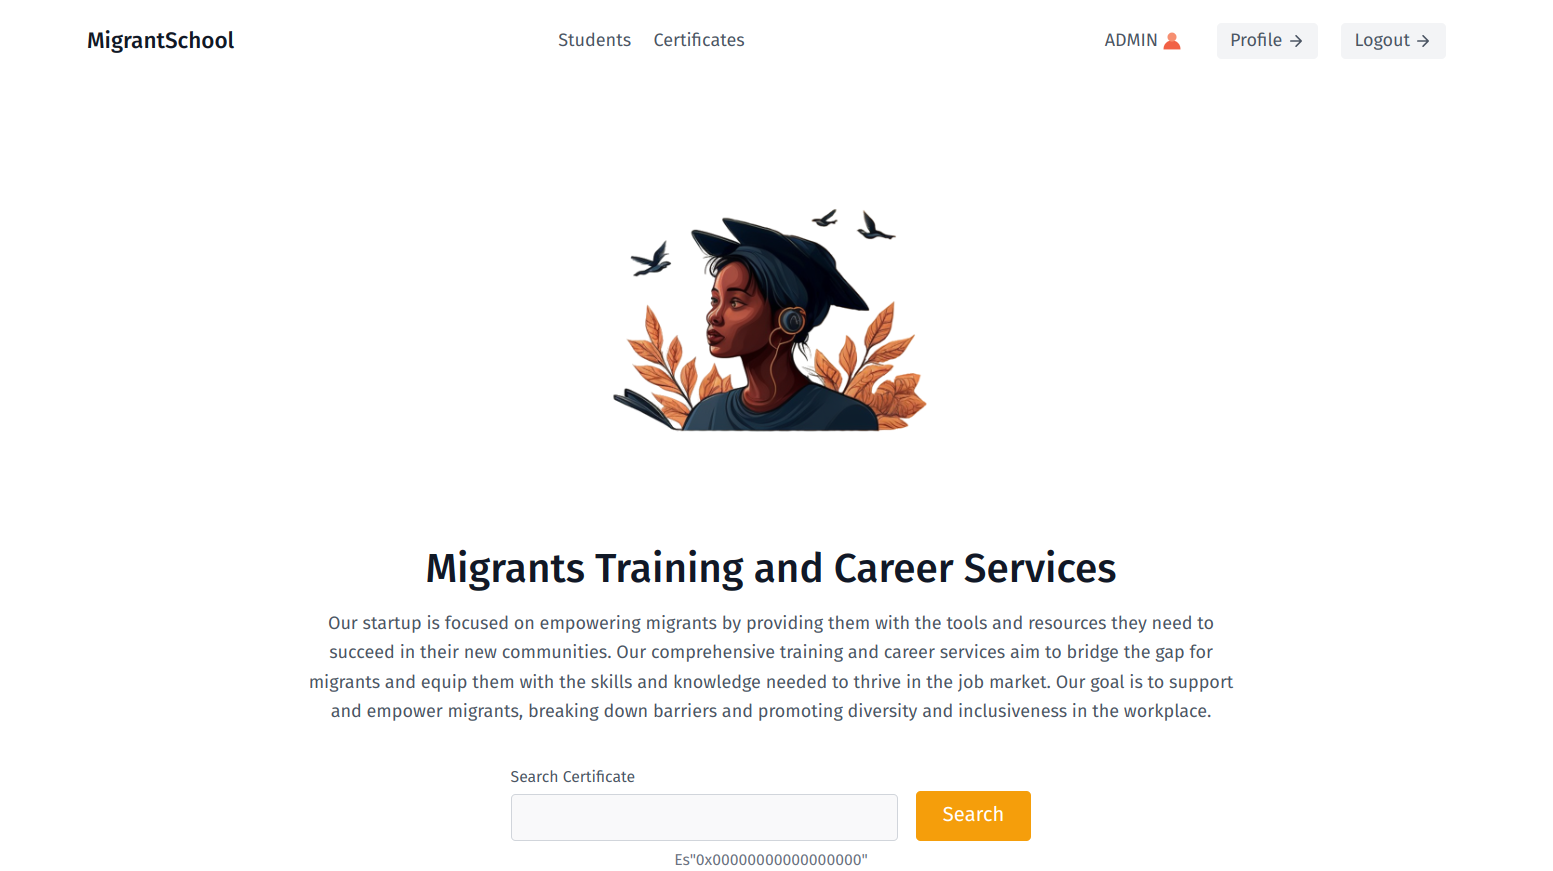 MigrantSchool
Students
Certificates
ADMIN
Profile →
Logout →
Migrants Training and Career Services
Our startup is focused on empowering migrants by providing them with the tools and resources they need to
succeed in their new communities. Our comprehensive training and career services aim to bridge the gap for
migrants and equip them with the skills and knowledge needed to thrive in the job market. Our goal is to support
and empower migrants, breaking down barriers and promoting diversity and inclusiveness in the workplace.
Search Certificate
Search
Es"0x00000000000000000"